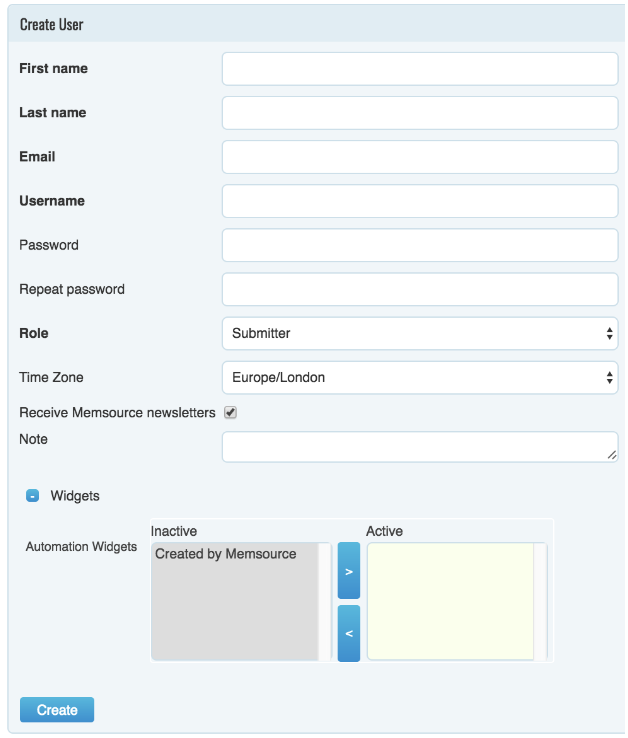 Create User
First name
Last name
Email
Username
Password
Repeat password
Role Submitter
Time Zone Europe/London
Receive Memsource newsletters
Note
- Widgets
Inactive Active
Automation Widgets Created by Memsource
>
<
Create